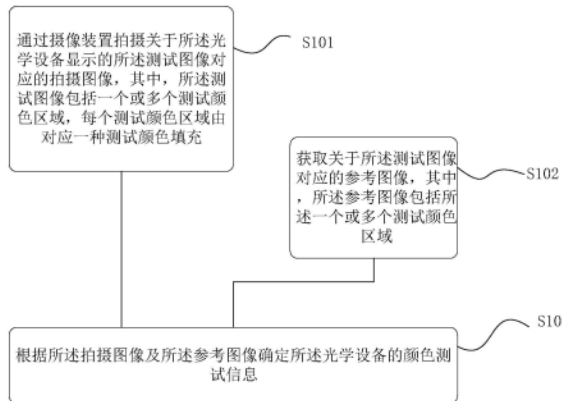 通过摄像装置拍摄关于所述光
学设备显示的所述测试图像对
应的拍摄图像，其中，所述测
试图像包括一个或多个测试颜
色区域，每个测试颜色区域由
对应一种测试颜色填充
S101
获取关于所述测试图像
对应的参考图像，其中
，所述参考图像包括所
述一个或多个测试颜色
区域
S102
根据所述拍摄图像及所述参考图像确定所述光学设备的颜色测
试信息
S10